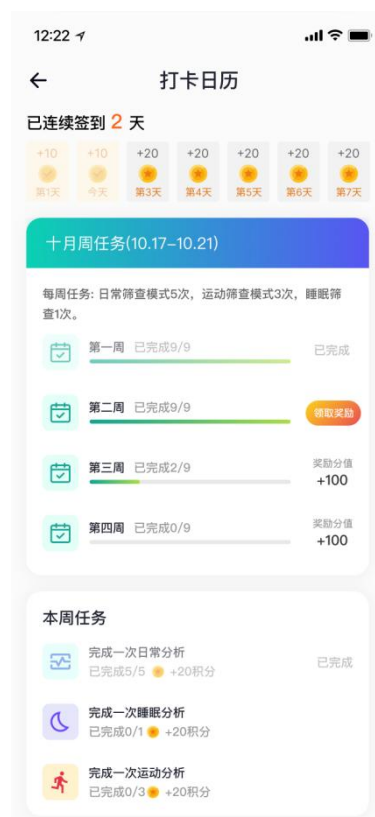 12:22
打卡日历
已连续签到 2 天
+10 +10 +20 +20 +20 +20 +20
第1天 今天 第3天 第4天 第5天 第6天 第7天
十月周任务(10.17–10.21)
每周任务: 日常筛查模式5次，运动筛查模式3次，睡眠筛
查1次。
第一周 已完成9/9
已完成
第二周 已完成9/9
领取奖励
第三周 已完成2/9
奖励分值
+100
第四周 已完成0/9
奖励分值
+100
本周任务
完成一次日常分析
已完成5/5 +20积分
已完成
完成一次睡眠分析
已完成0/1 +20积分
完成一次运动分析
已完成0/3 +20积分